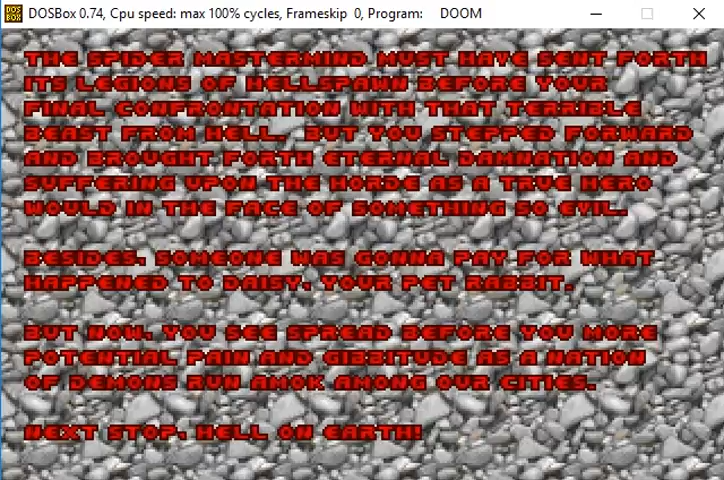 DOSBox 0.74, Cpu speed: max 100% cycles, Frameskip 0, Program: DOOM
THE SPIDER MASTERMIND MUST HAVE SENT FORTH
ITS LEGIONS OF HELLSPAWN BEFORE YOUR
FINAL CONFRONTATION WITH THAT TERRIBLE
BEAST FROM HELL. BUT YOU STEPPED FORWARD
AND BROUGHT FORTH ETERNAL DAMNATION AND
SUFFERING UPON THE HORDE AS A TRUE HERO
WOULD IN THE FACE OF SOMETHING SO EVIL.
BESIDES, SOMEONE WAS GONNA PAY FOR WHAT
HAPPENED TO DAISY, YOUR PET RABBIT.
BUT NOW, YOU SEE SPREAD BEFORE YOU MORE
POTENTIAL PAIN AND GIBBITUDE AS A NATION
OF DEMONS RUN AMOK AMONG OUR CITIES.
NEXT STOP, HELL ON EARTH!